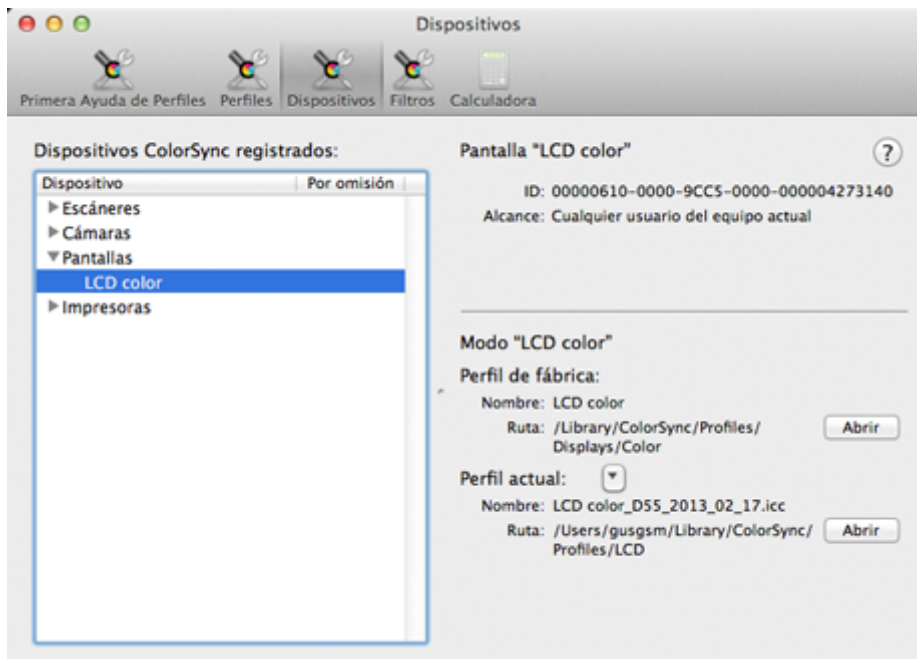 Dispositivos
Primera Ayuda de Perfiles Perfiles Dispositivos Filtros Calculadora
Dispositivos ColorSync registrados:
Dispositivo Por omisión
Escáneres
Cámaras
Pantallas
LCD color
Impresoras
Pantalla "LCD color" ?
ID: 00000610-0000-9CC5-0000-000004273140
Alcance: Cualquier usuario del equipo actual
Modo "LCD color"
Perfil de fábrica:
Nombre: LCD color
Ruta: /Library/ColorSync/Profiles/ Abrir
Displays/Color
Perfil actual:
Nombre: LCD color_D55_2013_02_17.icc
Ruta: /Users/gusgsm/Library/ColorSync/ Abrir
Profiles/LCD